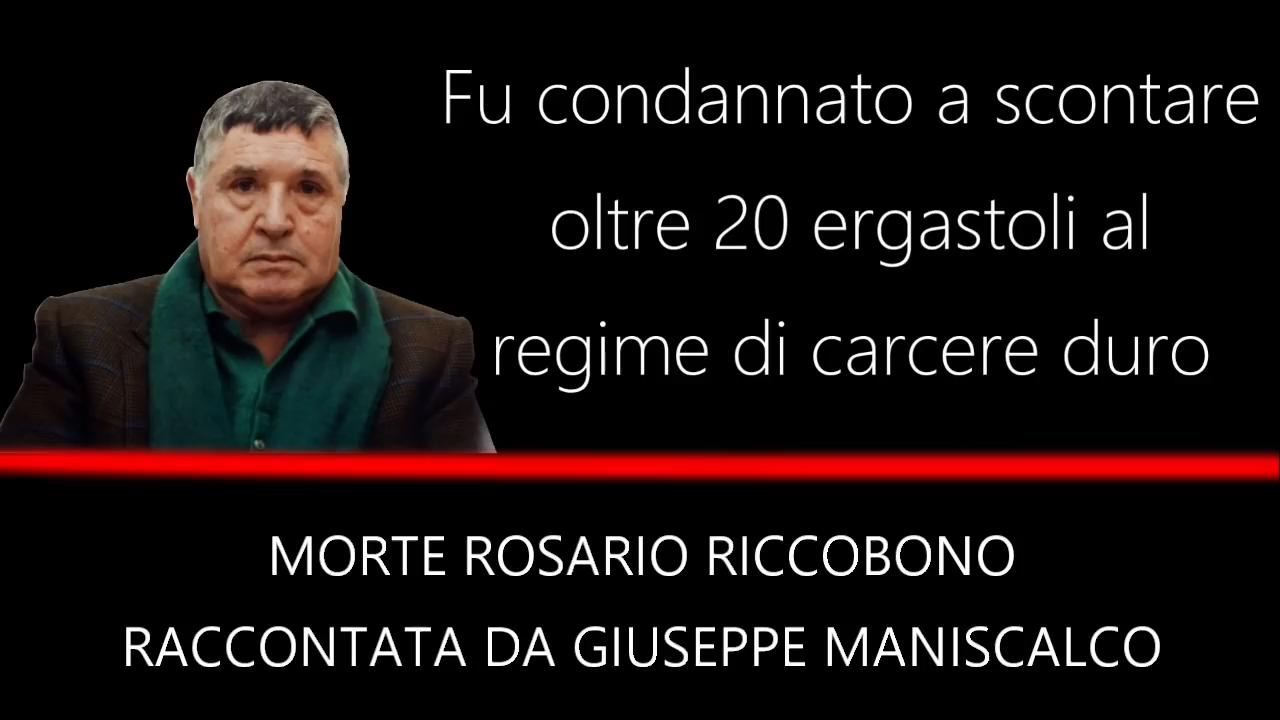 Fu condannato a scontare
oltre 20 ergastoli al
regime di carcere duro
MORTE ROSARIO RICCOBONO
RACCONTATA DA GIUSEPPE MANISCALCO